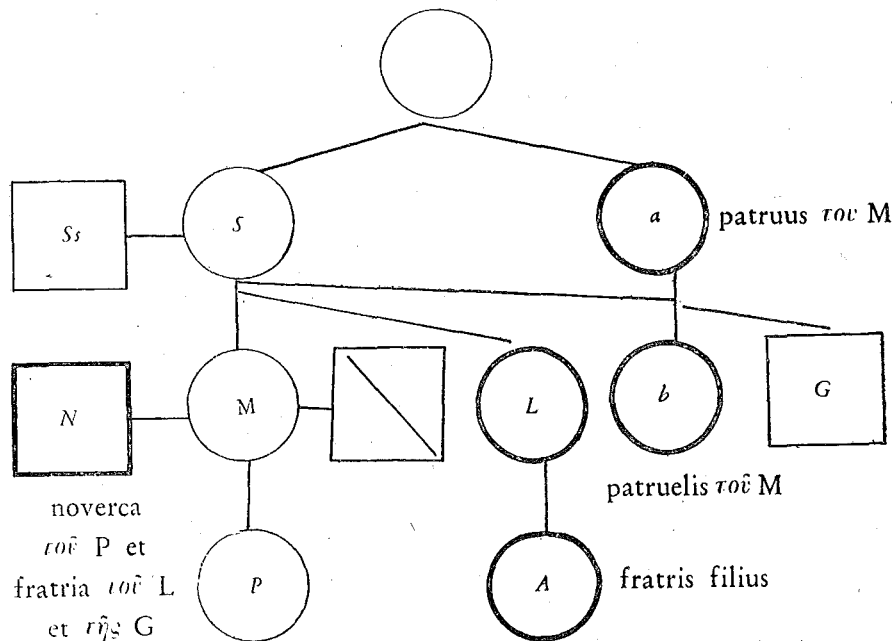 Ss
S
a
patruus του M
N
M
L
b
G
patruelis τοῦ M
noverca
τοῦ P et
fratria τοῦ L
et τῆς G
P
A
fratris filius